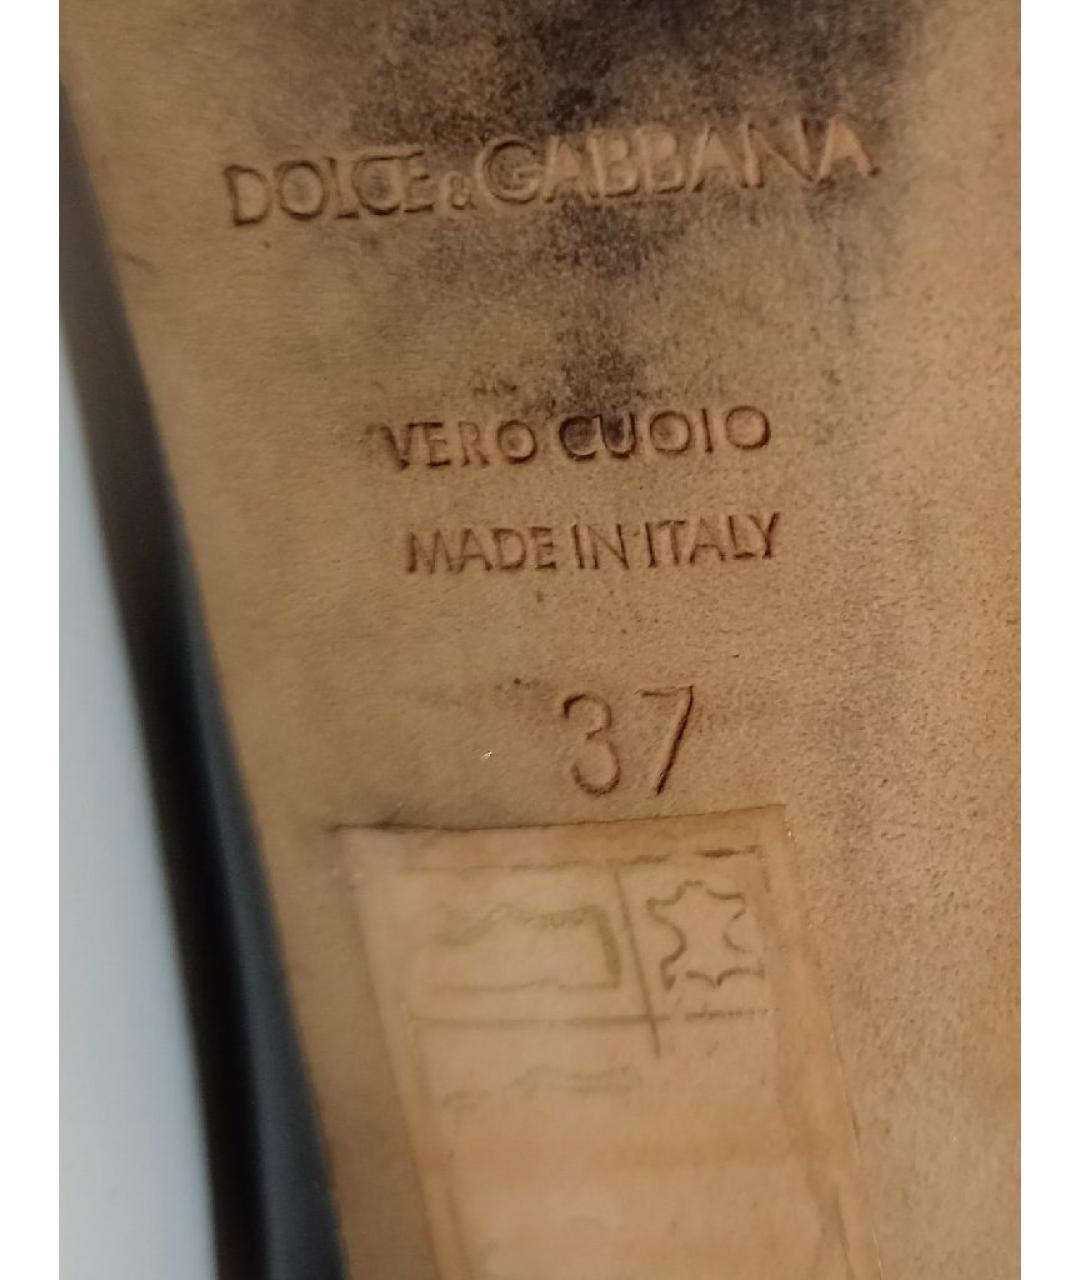 DOLCE & GABBANA
VERO CUOIO
MADE IN ITALY
37